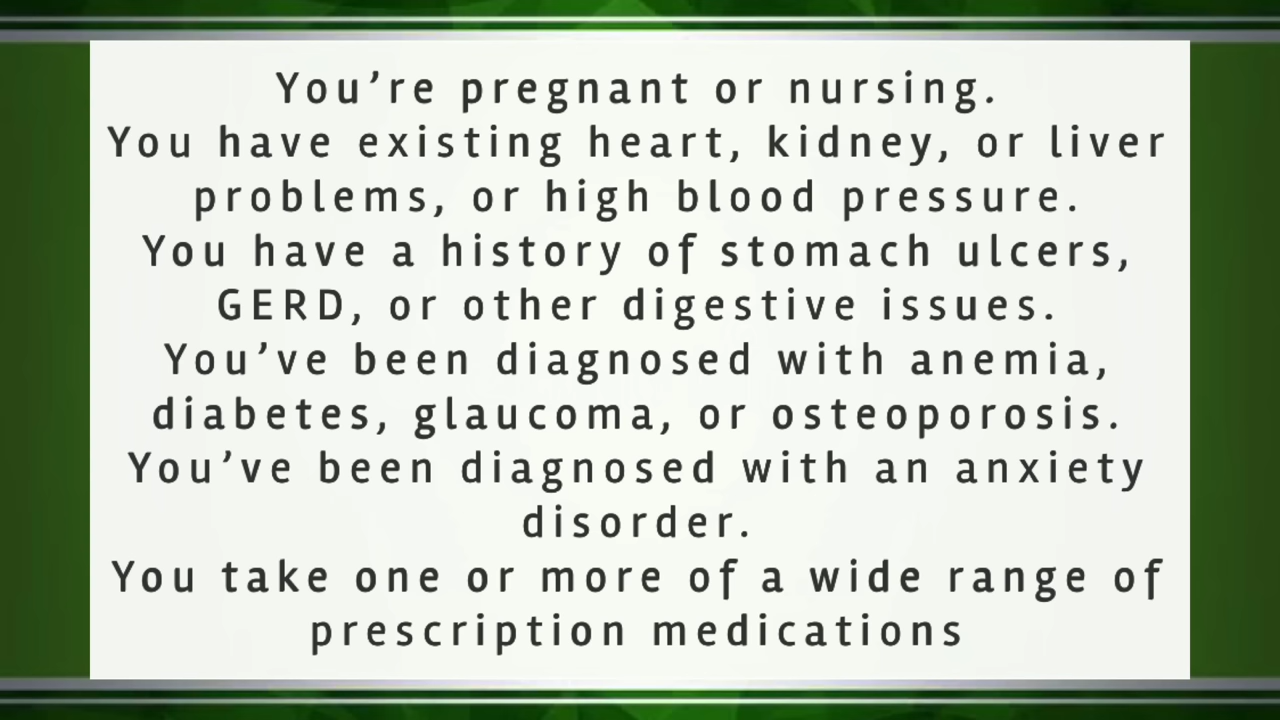 You’re pregnant or nursing.
You have existing heart, kidney, or liver
problems, or high blood pressure.
You have a history of stomach ulcers,
GERD, or other digestive issues.
You’ve been diagnosed with anemia,
diabetes, glaucoma, or osteoporosis.
You’ve been diagnosed with an anxiety
disorder.
You take one or more of a wide range of
prescription medications